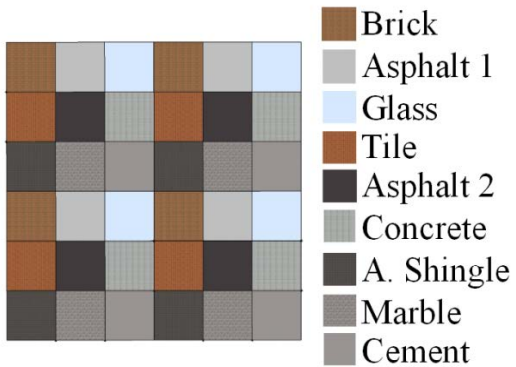 Brick
Asphalt 1
Glass
Tile
Asphalt 2
Concrete
A. Shingle
Marble
Cement